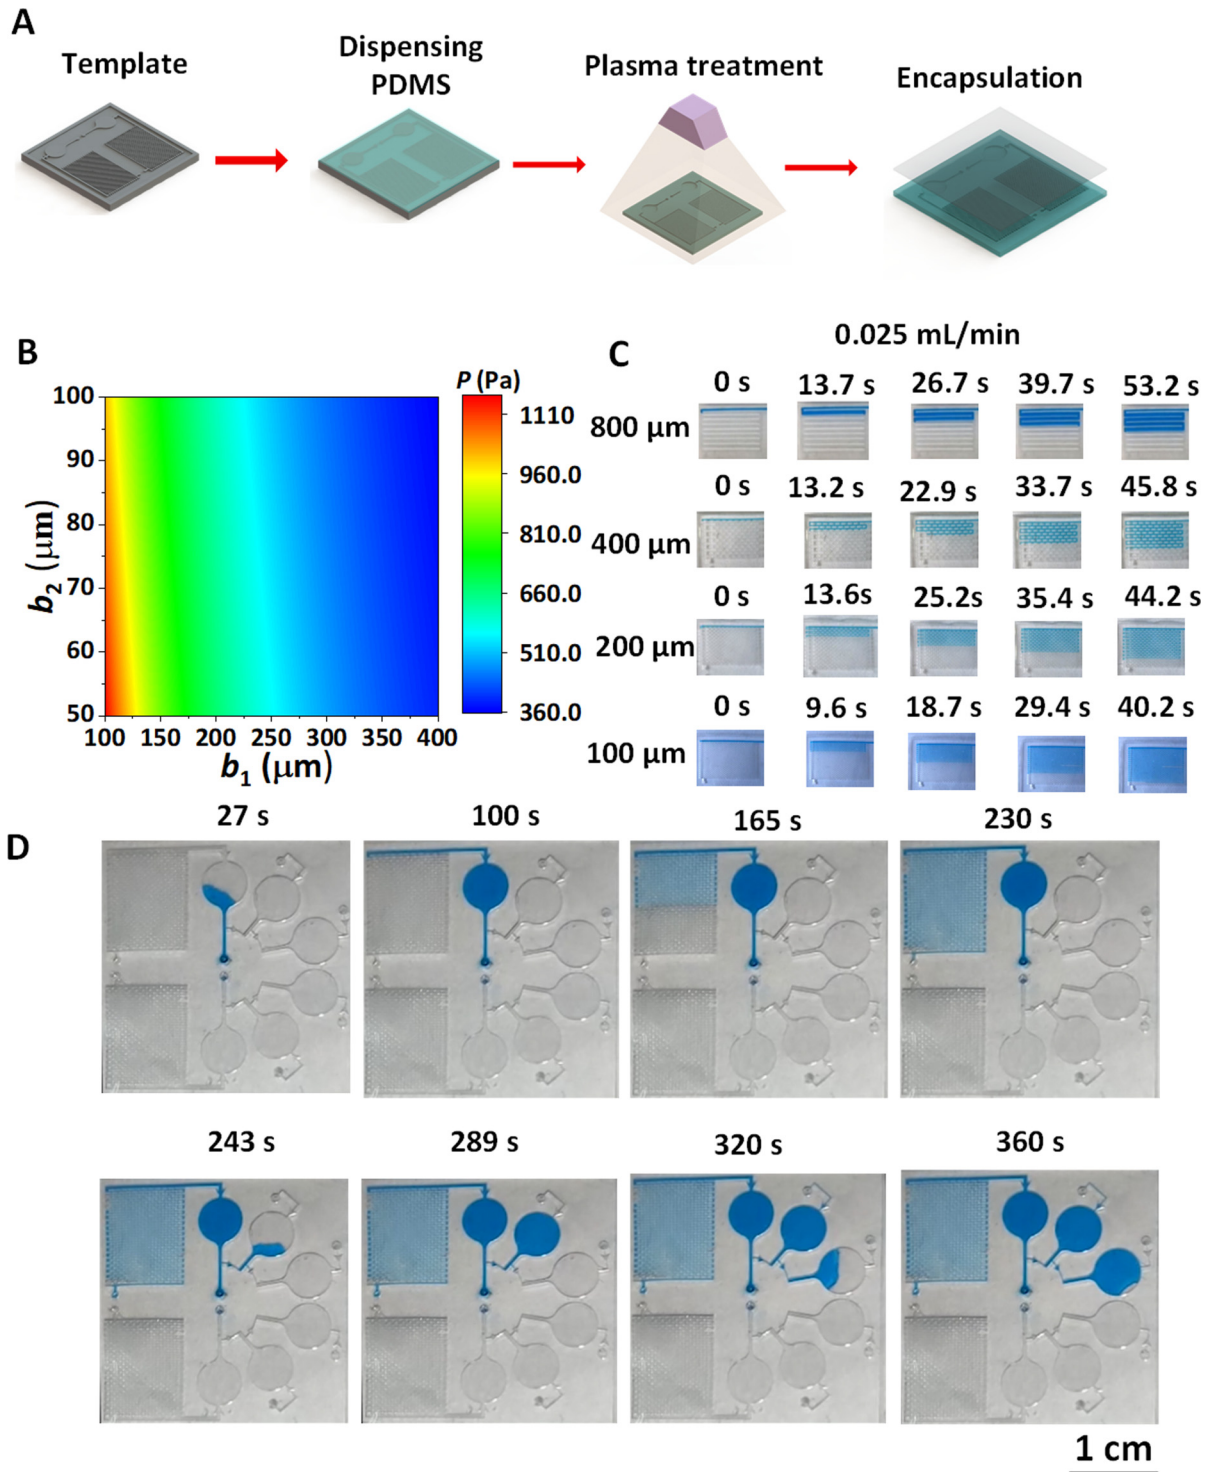 A
Template
Dispensing
PDMS
Plasma treatment
Encapsulation
B
P (Pa)
1110
960.0
810.0
660.0
510.0
360.0
100
90
80
70
60
50
b₂ (μm)
100 150 200 250 300 350 400
b₁ (μm)
C
0.025 mL/min
0 s 13.7 s 26.7 s 39.7 s 53.2 s
800 μm
0 s 13.2 s 22.9 s 33.7 s 45.8 s
400 μm
0 s 13.6s 25.2s 35.4 s 44.2 s
200 μm
0 s 9.6 s 18.7 s 29.4 s 40.2 s
100 μm
D
27 s 100 s 165 s 230 s
243 s 289 s 320 s 360 s
1 cm